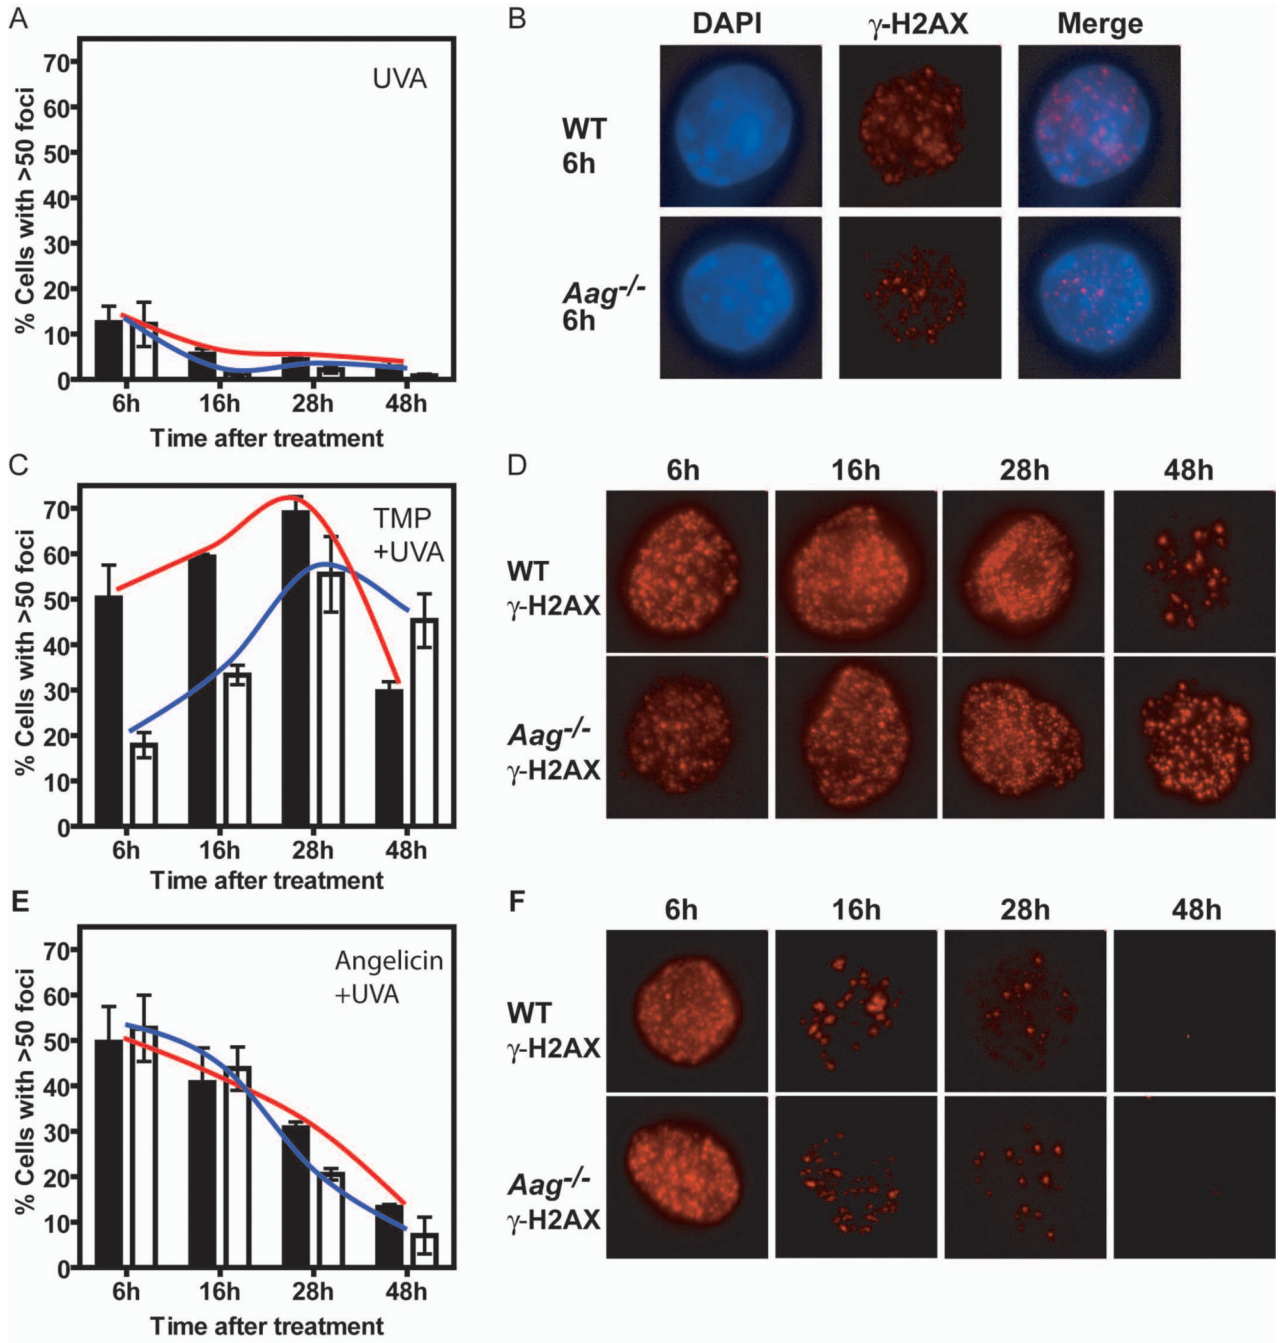 A
UVA
% Cells with >50 foci
70
60
50
40
30
20
10
0
6h 16h 28h 48h
Time after treatment
B
DAPI γ-H2AX Merge
WT
6h
Aag-/-
6h
C
TMP
+UVA
% Cells with >50 foci
70
60
50
40
30
20
10
0
6h 16h 28h 48h
Time after treatment
D
6h 16h 28h 48h
WT
γ-H2AX
Aag-/-
γ-H2AX
E
Angelicin
+UVA
% Cells with >50 foci
70
60
50
40
30
20
10
0
6h 16h 28h 48h
Time after treatment
F
6h 16h 28h 48h
WT
γ-H2AX
Aag-/-
γ-H2AX